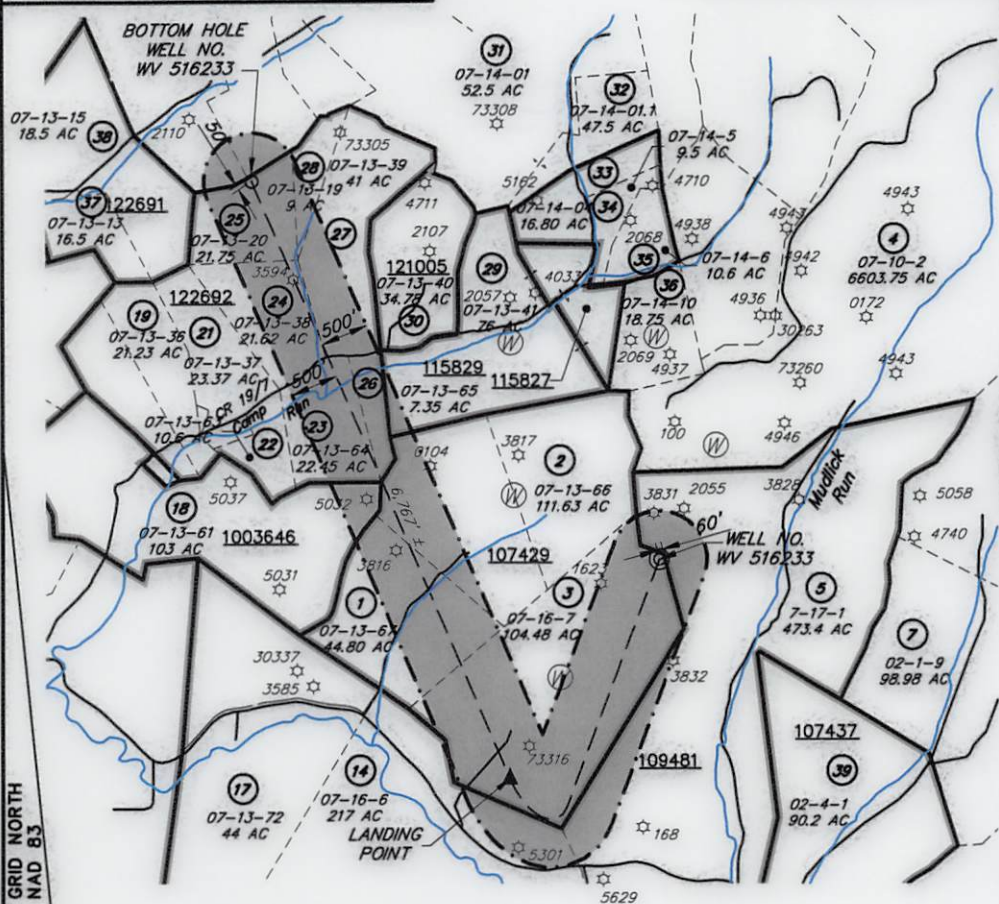 BOTTOM HOLE
WELL NO.
WV 516233
31
07-14-01
52.5 AC
73308
32
07-14-01.1
47.5 AC
07-13-15
18.5 AC
38
2110
50'
73305
28
07-13-39
41 AC
07-13-19
9 AC
07-14-5
9.5 AC
33
5162
4710
34
07-14-04
16.80 AC
37
122691
07-13-13
16.5 AC
25
07-13-20
21.75 AC
27
4711
2107
121005
07-13-40
34.78 AC
30
29
2057
07-13-41
76 AC
4033
2068
4938
35
07-14-6
10.6 AC
36
07-14-10
18.75 AC
4943
4942
4943
4
07-10-2
6603.75 AC
0172
4936
30263
3594
122692
24
07-13-38
21.62 AC
19
07-13-36
21.23 AC
21
07-13-37
23.37 AC
500'
500'
W
W
2069
4937
73260
4943
115829
115827
07-13-65
7.35 AC
26
CR 19/7
Camp Run
22
23
07-13-64
22.45 AC
100
W
4946
0104
3817
2
07-13-66
111.63 AC
W
Mudlick
Run
5037
5032
6,767' ±
3831
2055
3828
5058
4740
18
07-13-61
103 AC
1003646
60'
WELL NO.
WV 516233
107429
3816
1623
5031
1
07-13-67
44.80 AC
3
07-16-7
104.48 AC
5
7-17-1
473.4 AC
7
02-1-9
98.98 AC
30337
3585
W
3832
73316
109481
107437
39
02-4-1
90.2 AC
17
07-13-72
44 AC
14
07-16-6
217 AC
LANDING
POINT
168
5301
5629
GRID NORTH
NAD 83